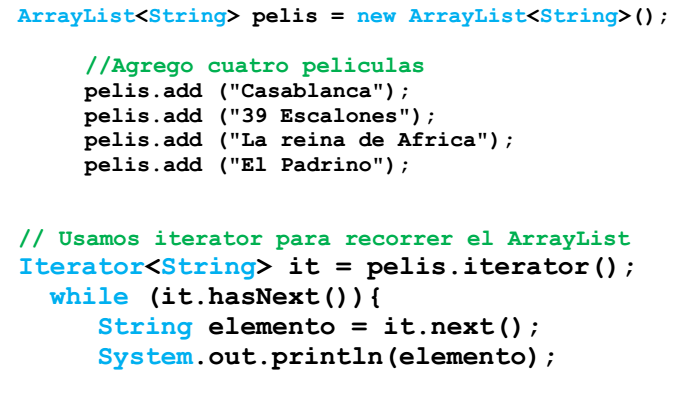 ArrayList<String> pelis = new ArrayList<String>();
//Agrego cuatro peliculas
pelis.add ("Casablanca");
pelis.add ("39 Escalones");
pelis.add ("La reina de Africa");
pelis.add ("El Padrino");
// Usamos iterator para recorrer el ArrayList
Iterator<String> it = pelis.iterator();
while (it.hasNext()){
String elemento = it.next();
System.out.println(elemento);